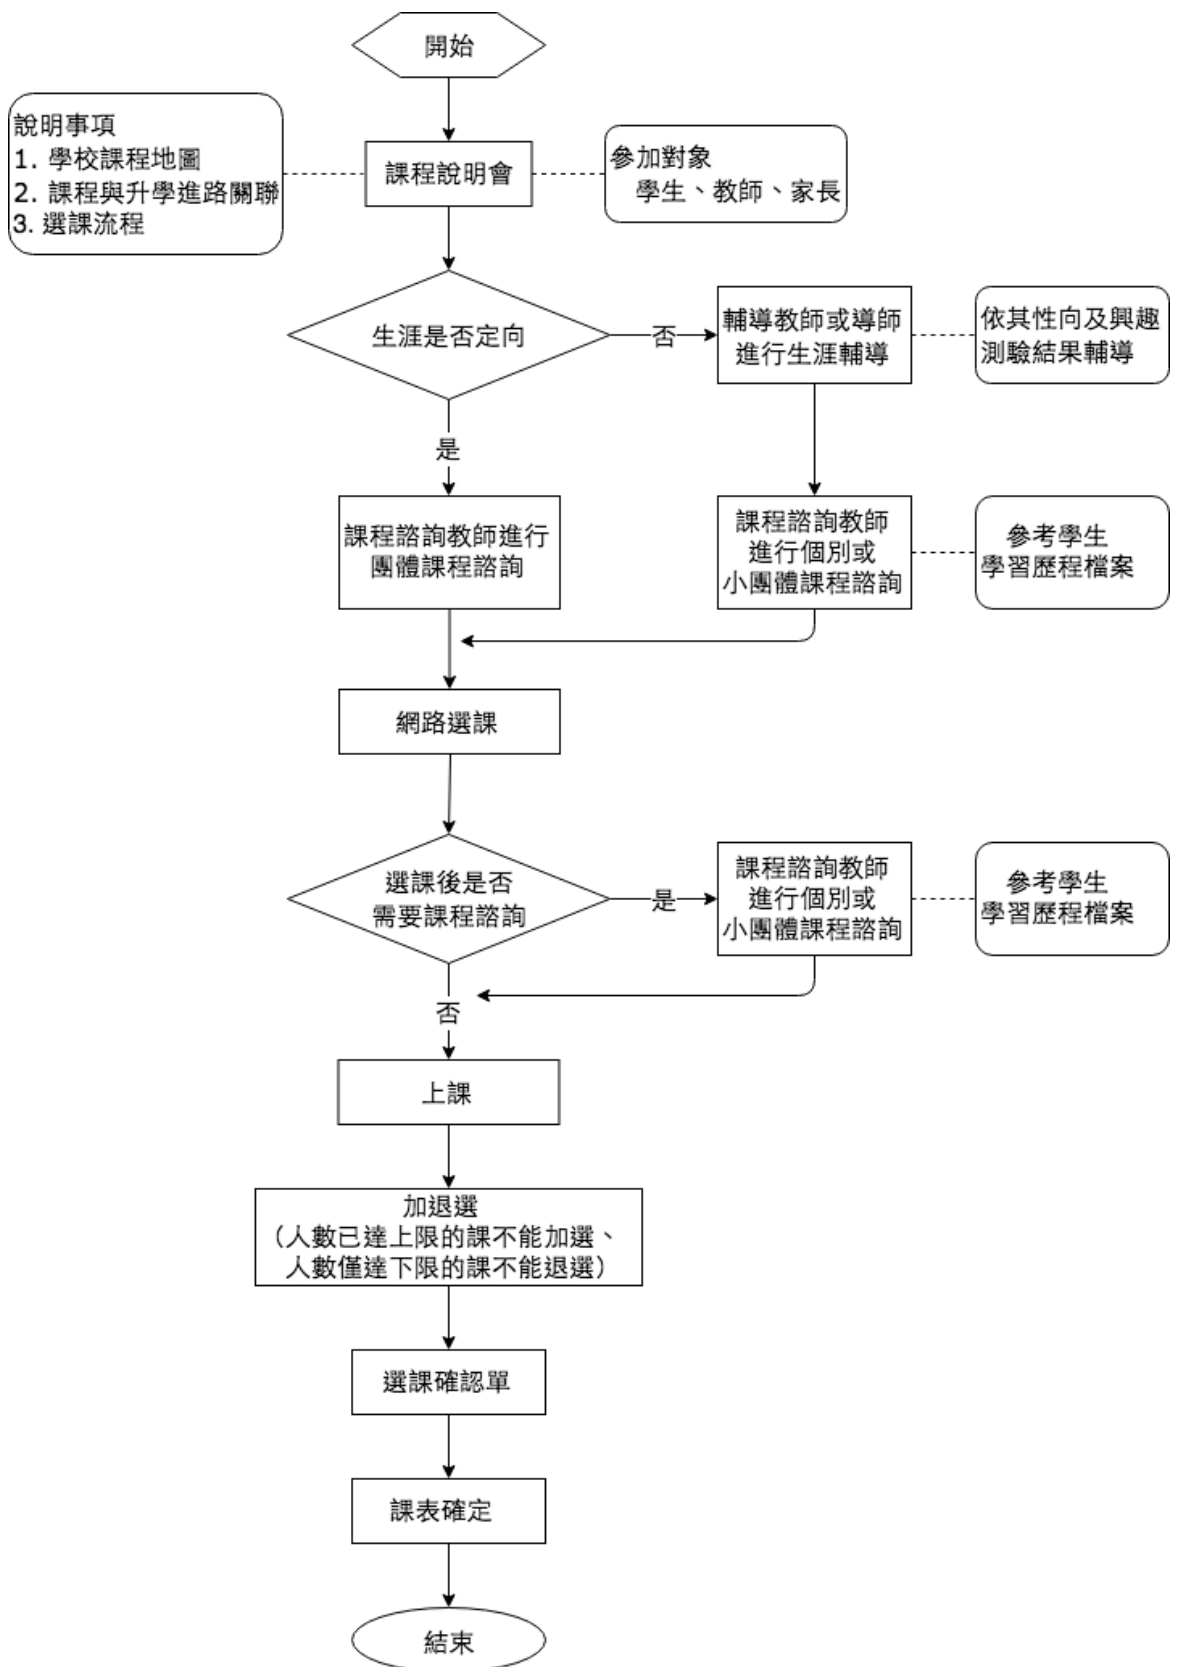 開始
說明事項
1. 學校課程地圖
2. 課程與升學進路關聯
3. 選課流程
課程說明會
參加對象
學生、教師、家長
生涯是否定向
否
輔導教師或導師
進行生涯輔導
依其性向及興趣
測驗結果輔導
是
課程諮詢教師進行
團體課程諮詢
課程諮詢教師
進行個別或
小團體課程諮詢
參考學生
學習歷程檔案
網路選課
選課後是否
需要課程諮詢
是
課程諮詢教師
進行個別或
小團體課程諮詢
參考學生
學習歷程檔案
否
上課
加退選
（人數已達上限的課不能加選、
人數僅達下限的課不能退選）
選課確認單
課表確定
結束